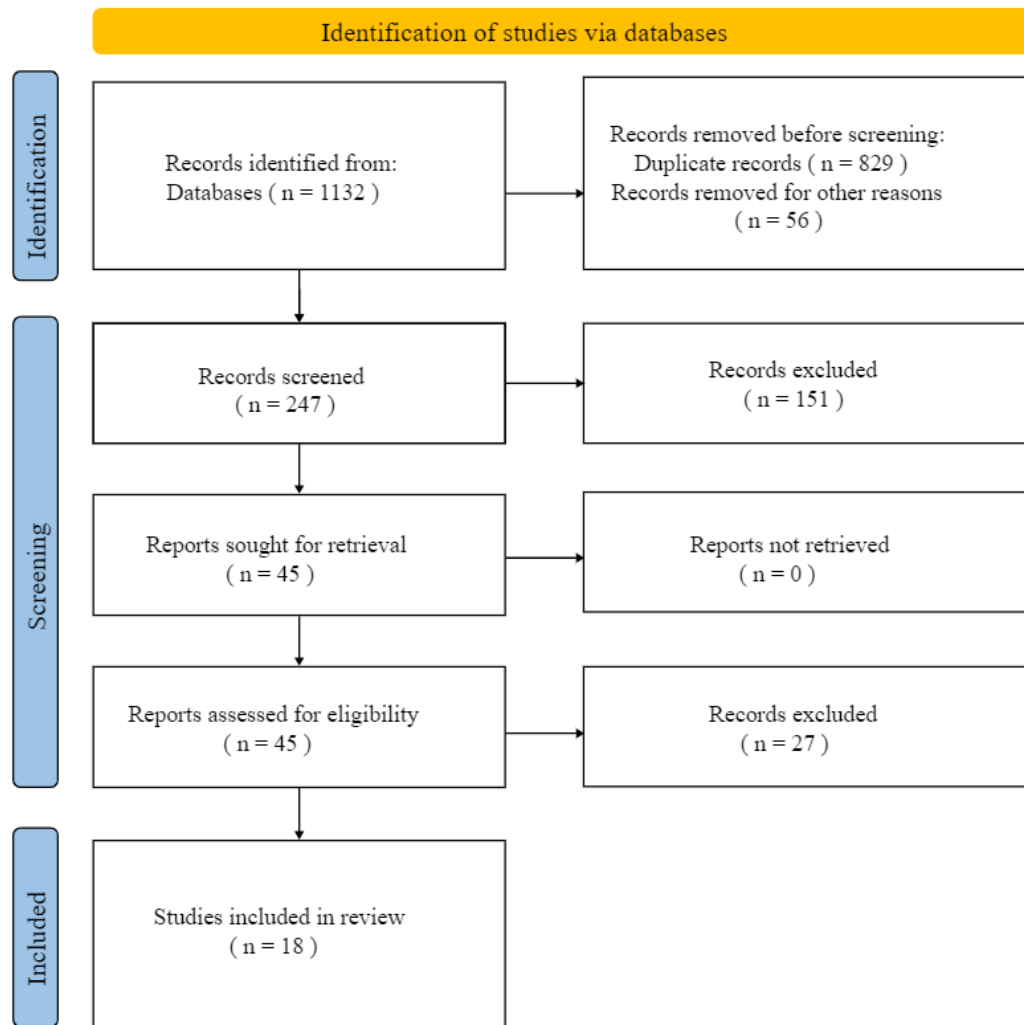 Identification of studies via databases
Identification
Records identified from:
Databases ( n = 1132 )
Records removed before screening:
Duplicate records ( n = 829 )
Records removed for other reasons
( n = 56 )
Screening
Records screened
( n = 247 )
Records excluded
( n = 151 )
Reports sought for retrieval
( n = 45 )
Reports not retrieved
( n = 0 )
Reports assessed for eligibility
( n = 45 )
Records excluded
( n = 27 )
Included
Studies included in review
( n = 18 )